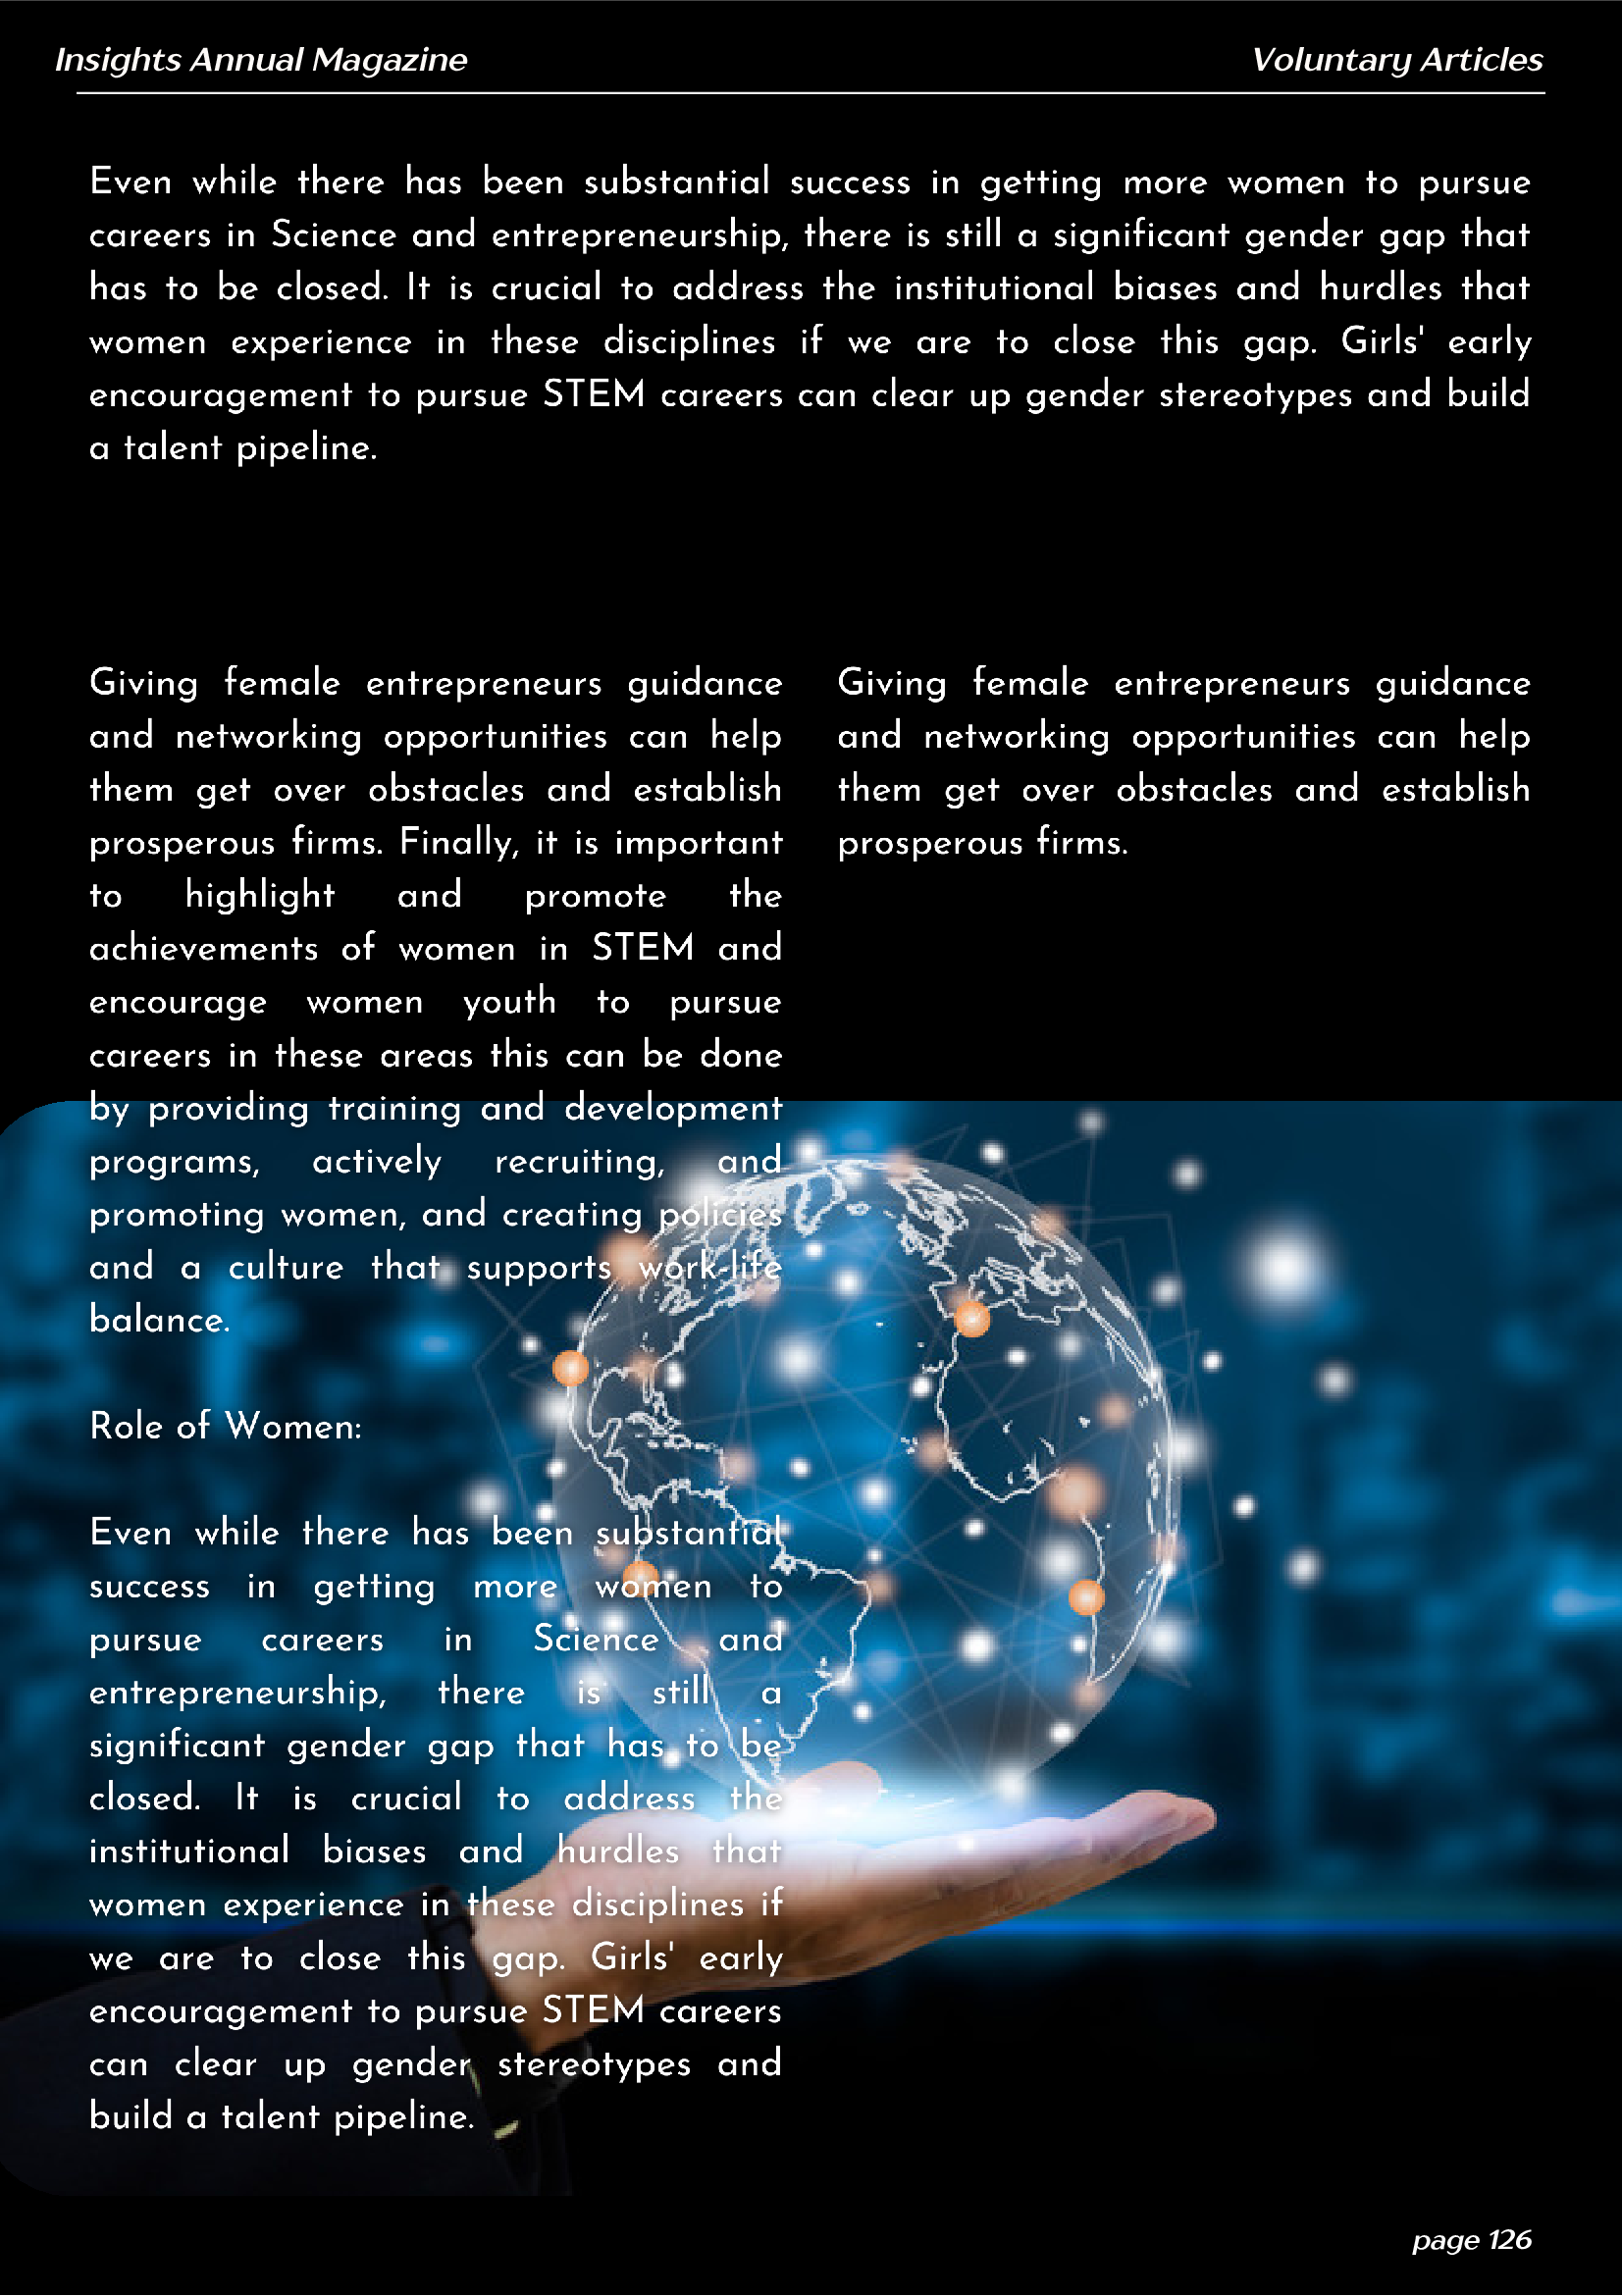 Insights Annual Magazine
Voluntary Articles
Even while there has been substantial success in getting more women to pursue
careers in Science and entrepreneurship, there is still a significant gender gap that
has to be closed. It is crucial to address the institutional biases and hurdles that
women experience in these disciplines if we are to close this gap. Girls' early
encouragement to pursue STEM careers can clear up gender stereotypes and build
a talent pipeline.
Giving female entrepreneurs guidance
and networking opportunities can help
them get over obstacles and establish
prosperous firms. Finally, it is important
to highlight and promote the
achievements of women in STEM and
encourage women youth to pursue
careers in these areas this can be done
by providing training and development
programs, actively recruiting, and
promoting women, and creating policies
and a culture that supports work-life
balance.
Role of Women:
Even while there has been substantial
success in getting more women to
pursue careers in Science and
entrepreneurship, there is still a
significant gender gap that has to be
closed. It is crucial to address the
institutional biases and hurdles that
women experience in these disciplines if
we are to close this gap. Girls' early
encouragement to pursue STEM careers
can clear up gender stereotypes and
build a talent pipeline.
Giving female entrepreneurs guidance
and networking opportunities can help
them get over obstacles and establish
prosperous firms.
page 126